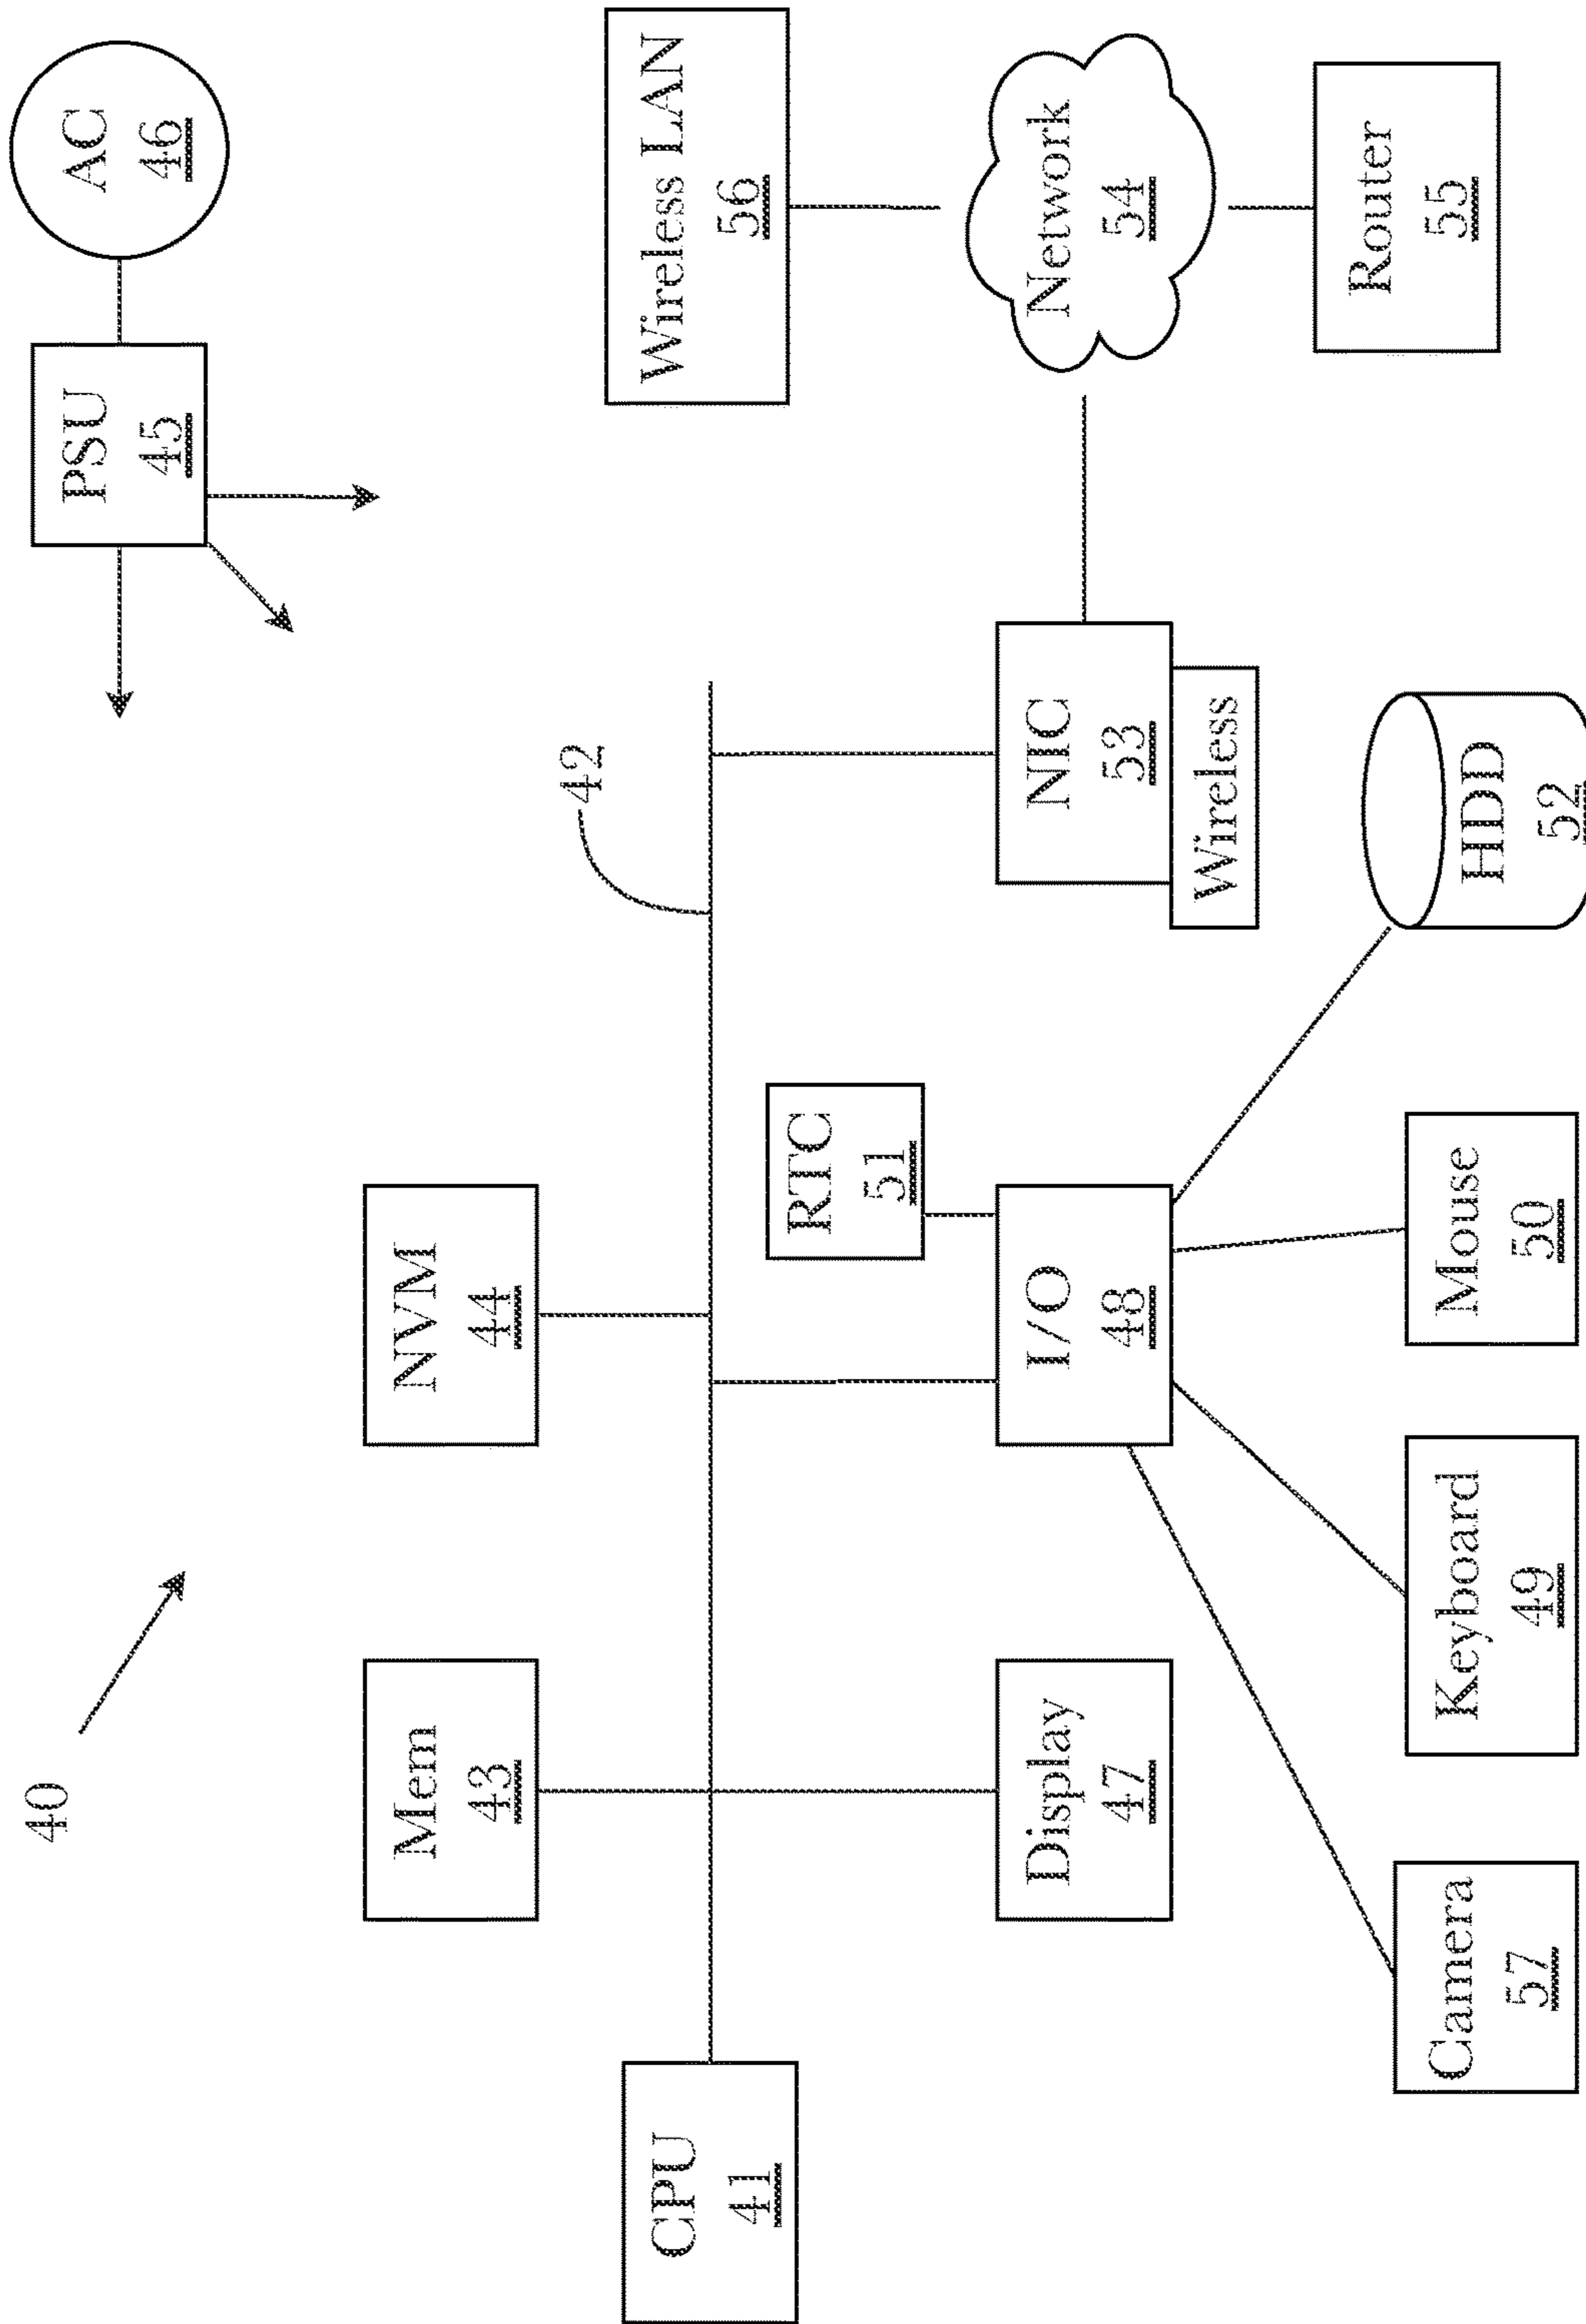 40
CPU
41
Mem
43
NVM
44
42
PSU
45
AC
46
Display
47
I/O
48
RTC
51
NIC
53
Wireless
Network
54
Wireless LAN
56
Router
55
Camera
57
Keyboard
49
Mouse
50
HDD
52